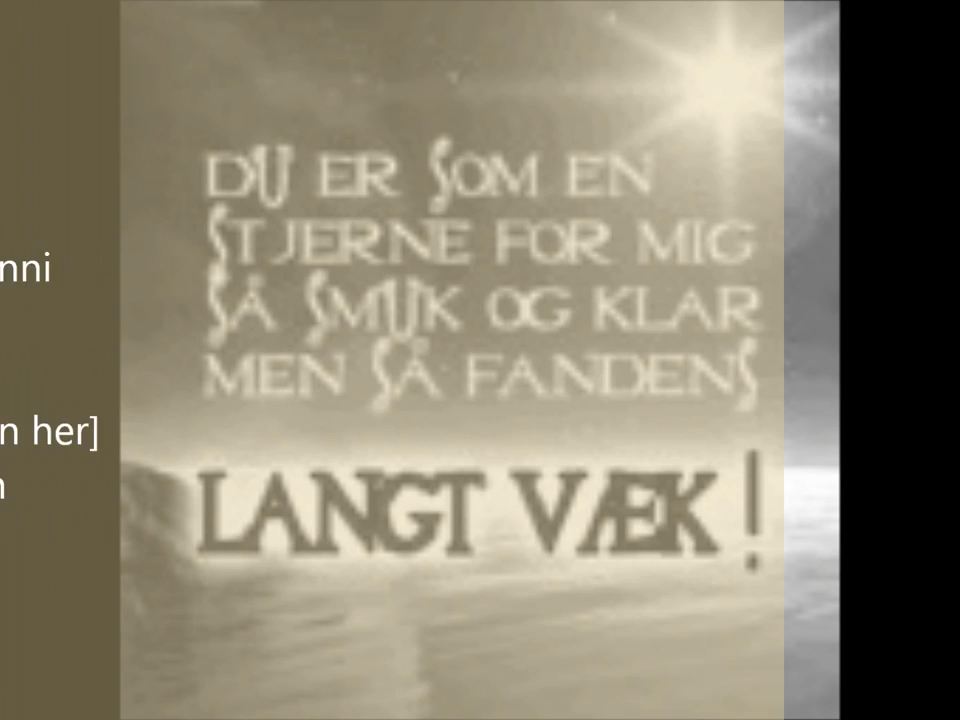 nni
n her]
n
DU ER SOM EN
STJERNE FOR MIG
SÅ SMUK OG KLAR
MEN SÅ FANDENS
LANGT VÆK!